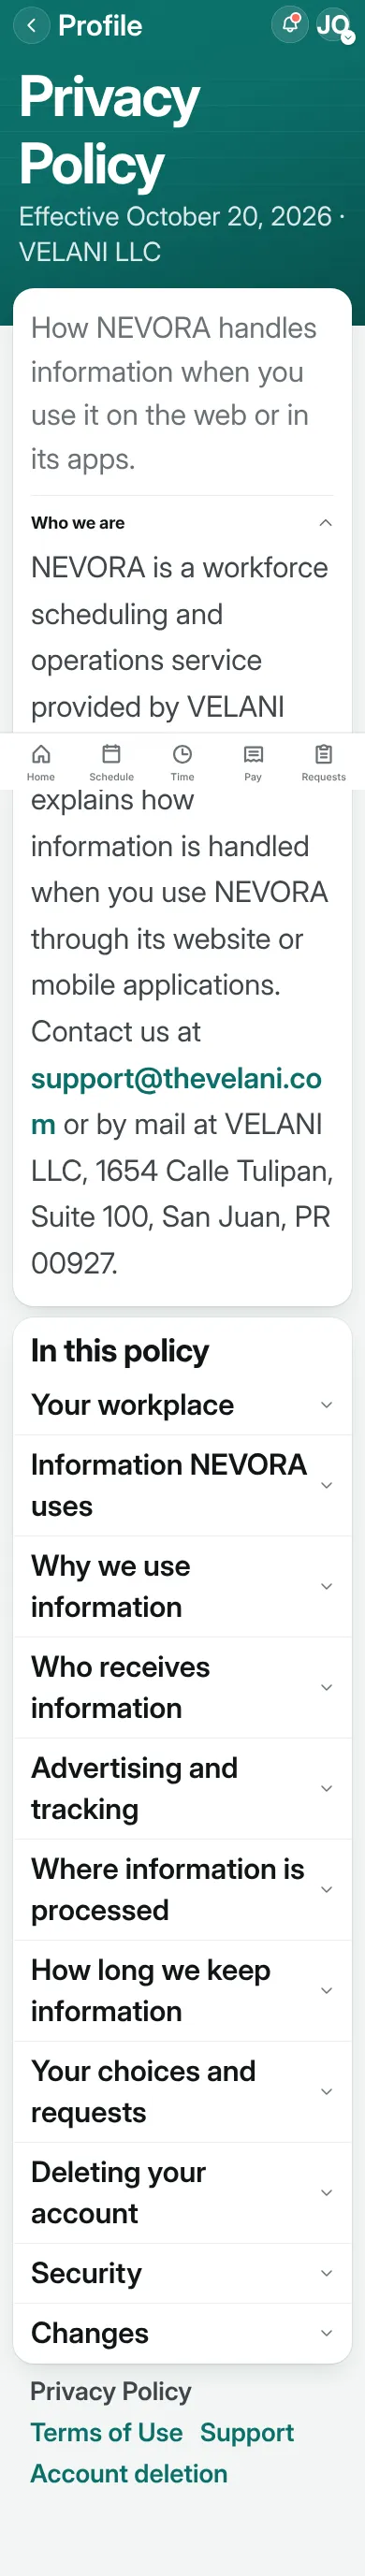 Profile
JO
Privacy
Policy
Effective October 20, 2026 ·
VELANI LLC
How NEVORA handles
information when you
use it on the web or in
its apps.
Who we are
NEVORA is a workforce
scheduling and
operations service
provided by VELANI
Home
Schedule
Time
Pay
Requests
explains how
information is handled
when you use NEVORA
through its website or
mobile applications.
Contact us at
support@thevelani.co
m or by mail at VELANI
LLC, 1654 Calle Tulipan,
Suite 100, San Juan, PR
00927.
In this policy
Your workplace
Information NEVORA
uses
Why we use
information
Who receives
information
Advertising and
tracking
Where information is
processed
How long we keep
information
Your choices and
requests
Deleting your
account
Security
Changes
Privacy Policy
Terms of Use Support
Account deletion